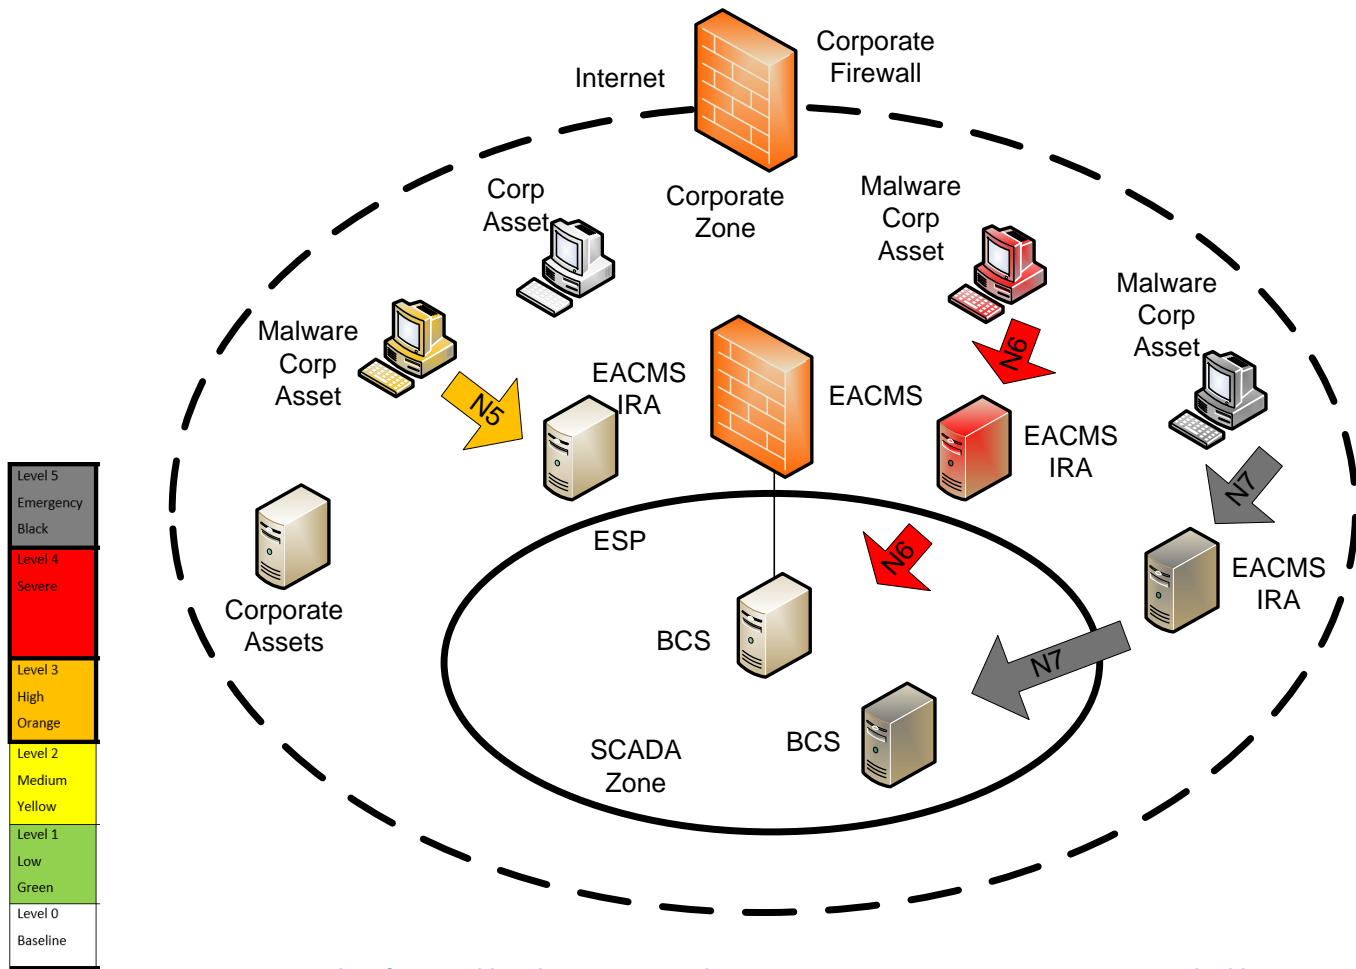 Corporate
Firewall
Internet
Corp
Asset
Corporate
Zone
Malware
Corp
Asset
Malware
Corp
Asset
Malware
Corp
Asset
N6
N5
EACMS
IRA
EACMS
EACMS
IRA
N7
Level 5
Emergency
Black
Level 4
Severe
Level 3
High
Orange
Level 2
Medium
Yellow
Level 1
Low
Green
Level 0
Baseline
ESP
N6
EACMS
IRA
Corporate
Assets
BCS
N7
BCS
SCADA
Zone